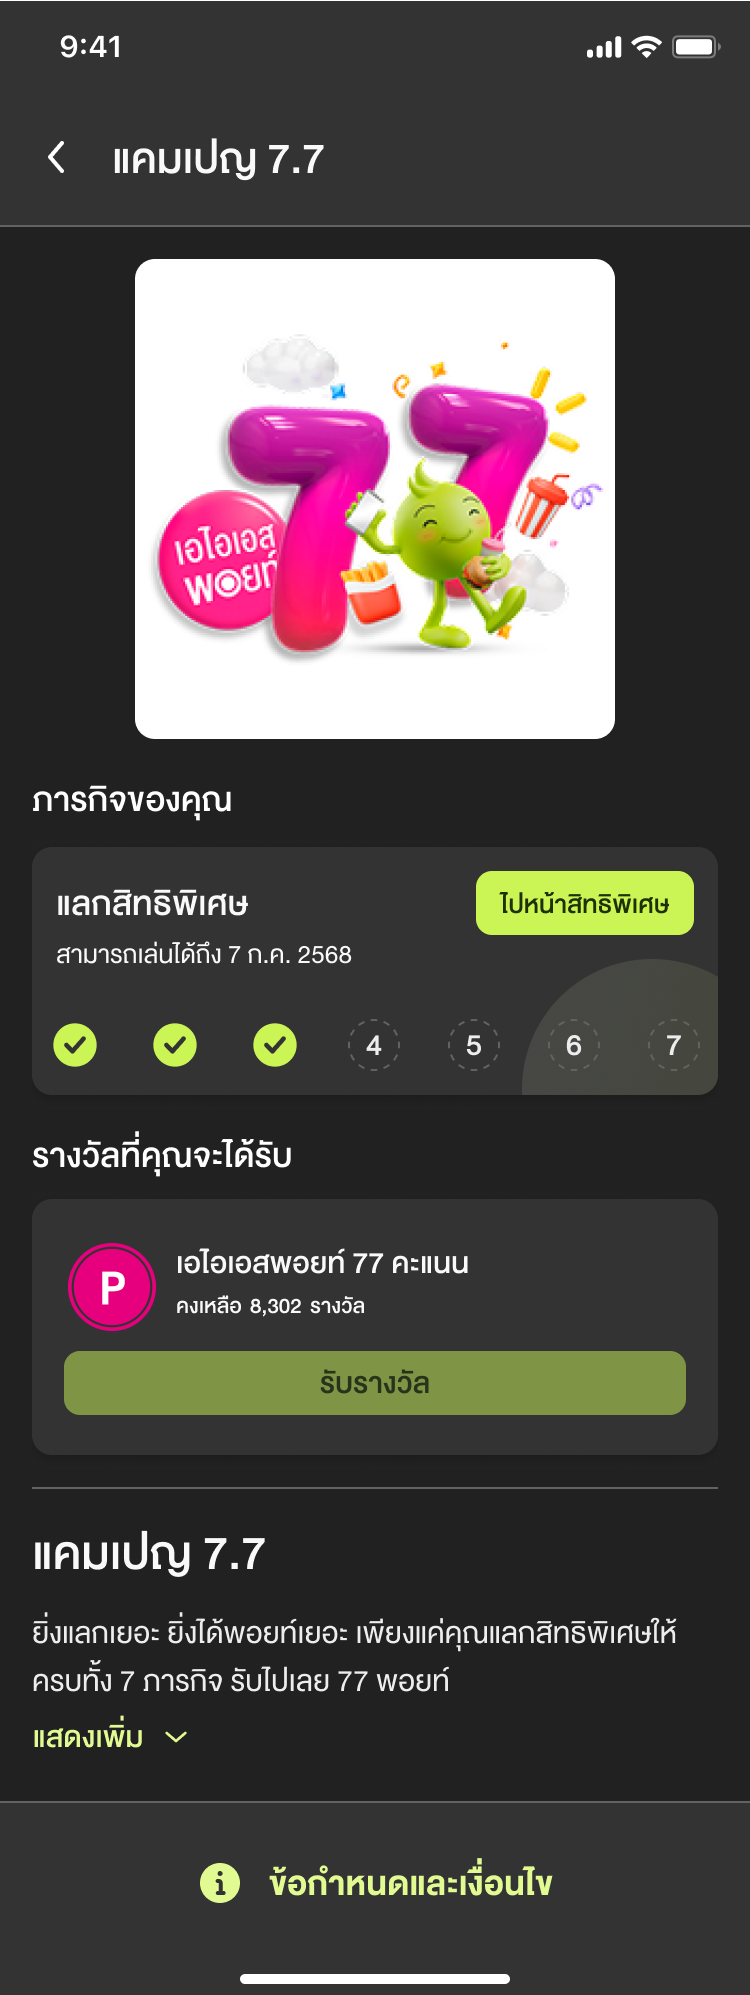 9:41
แคมเปญ 7.7
77
เอไอเอส
พอยท์
ภารกิจของคุณ
แลกสิทธิพิเศษ
ไปหน้าสิทธิพิเศษ
สามารถเล่นได้ถึง 7 ก.ค. 2568
4 5 6 7
รางวัลที่คุณจะได้รับ
P
เอไอเอสพอยท์ 77 คะแนน
คงเหลือ 8,302 รางวัล
รับรางวัล
แคมเปญ 7.7
ยิ่งแลกเยอะ ยิ่งได้พอยท์เยอะ เพียงแค่คุณแลกสิทธิพิเศษให้
ครบทั้ง 7 ภารกิจ รับไปเลย 77 พอยท์
แสดงเพิ่ม
ข้อกำหนดและเงื่อนไข